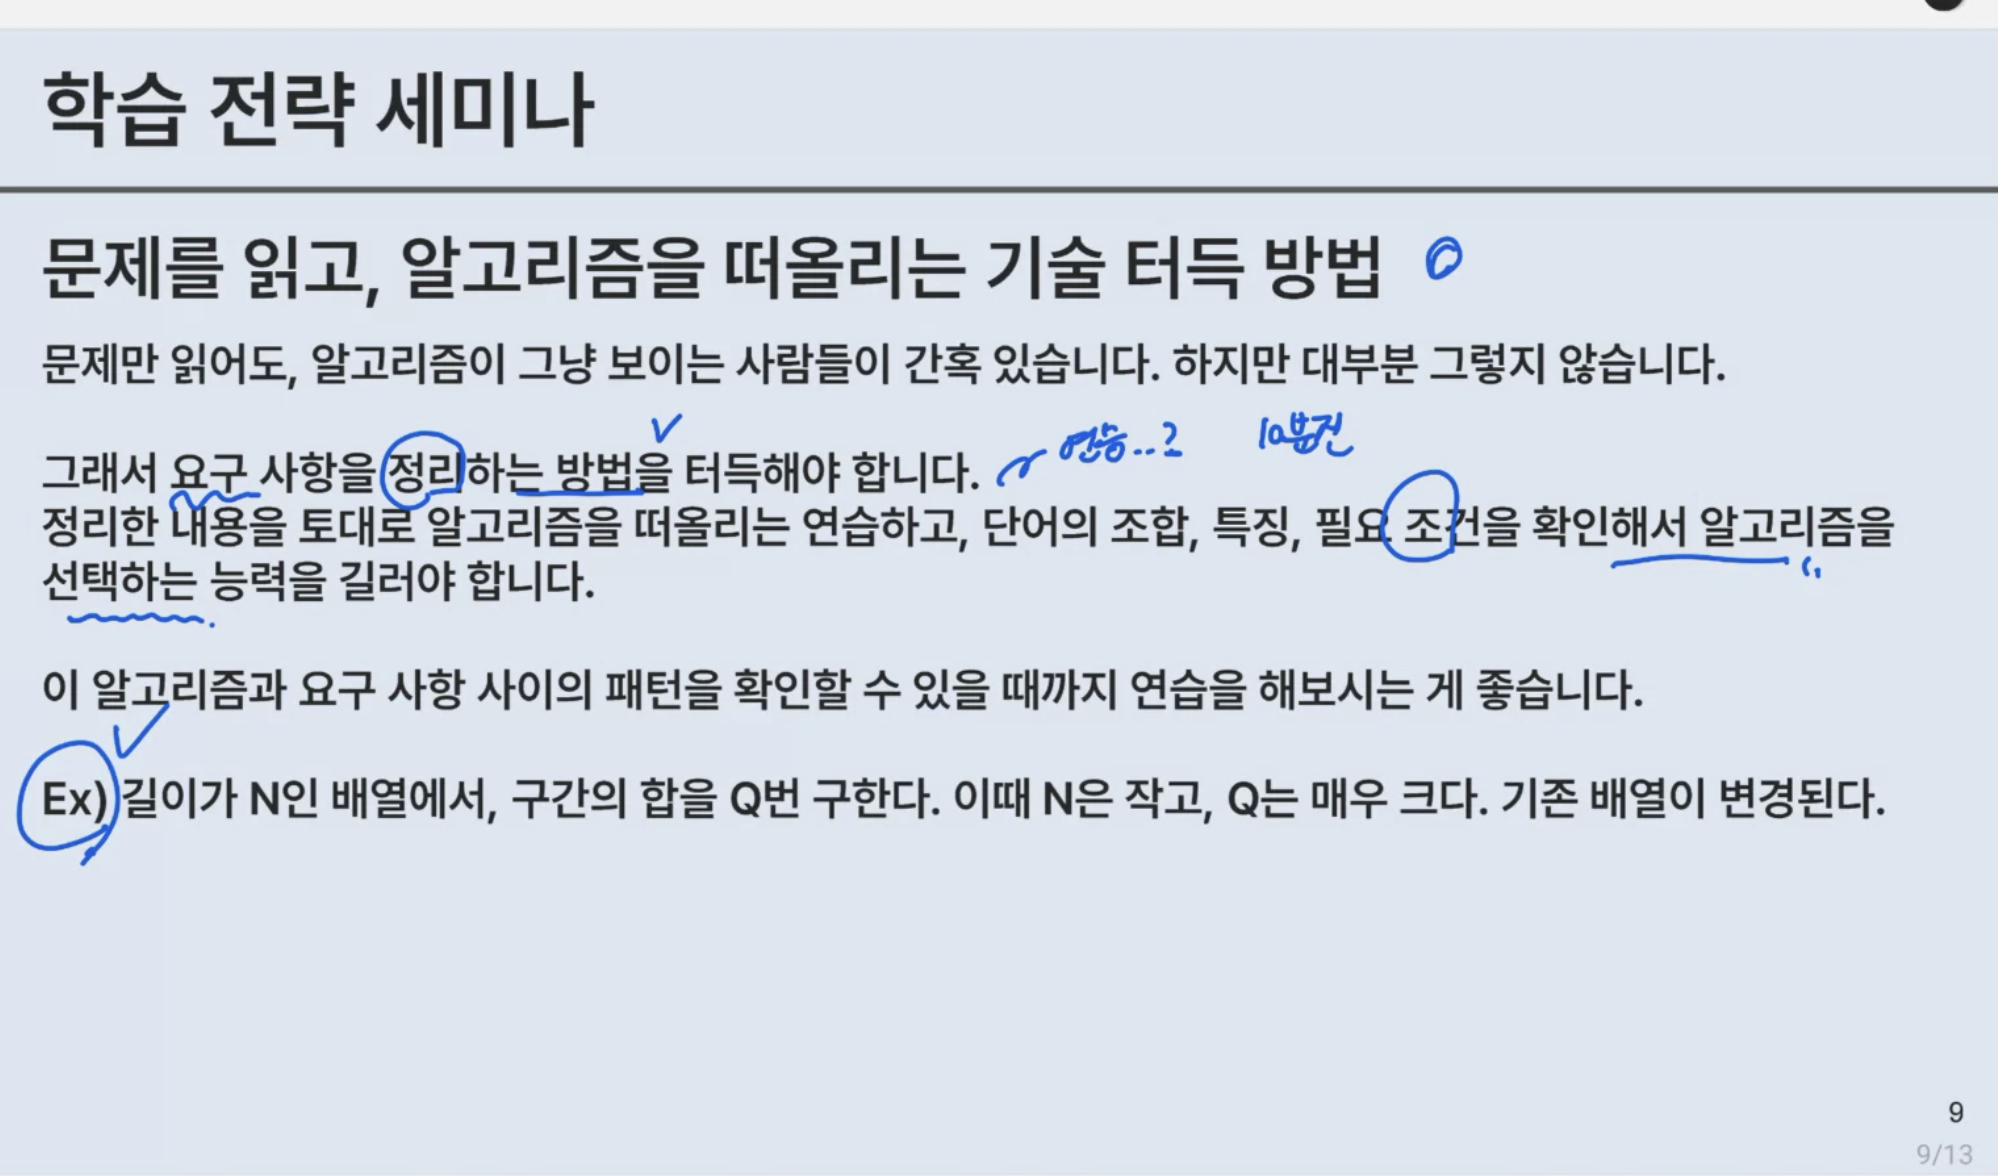 학습 전략 세미나
문제를 읽고, 알고리즘을 떠올리는 기술 터득 방법
문제만 읽어도, 알고리즘이 그냥 보이는 사람들이 간혹 있습니다. 하지만 대부분 그렇지 않습니다.
그래서 요구 사항을 정리하는 방법을 터득해야 합니다.
정리한 내용을 토대로 알고리즘을 떠올리는 연습하고, 단어의 조합, 특징, 필요 조건을 확인해서 알고리즘을
선택하는 능력을 길러야 합니다.
이 알고리즘과 요구 사항 사이의 패턴을 확인할 수 있을 때까지 연습을 해보시는 게 좋습니다.
Ex) 길이가 N인 배열에서, 구간의 합을 Q번 구한다. 이때 N은 작고, Q는 매우 크다. 기존 배열이 변경된다.
9
9/13